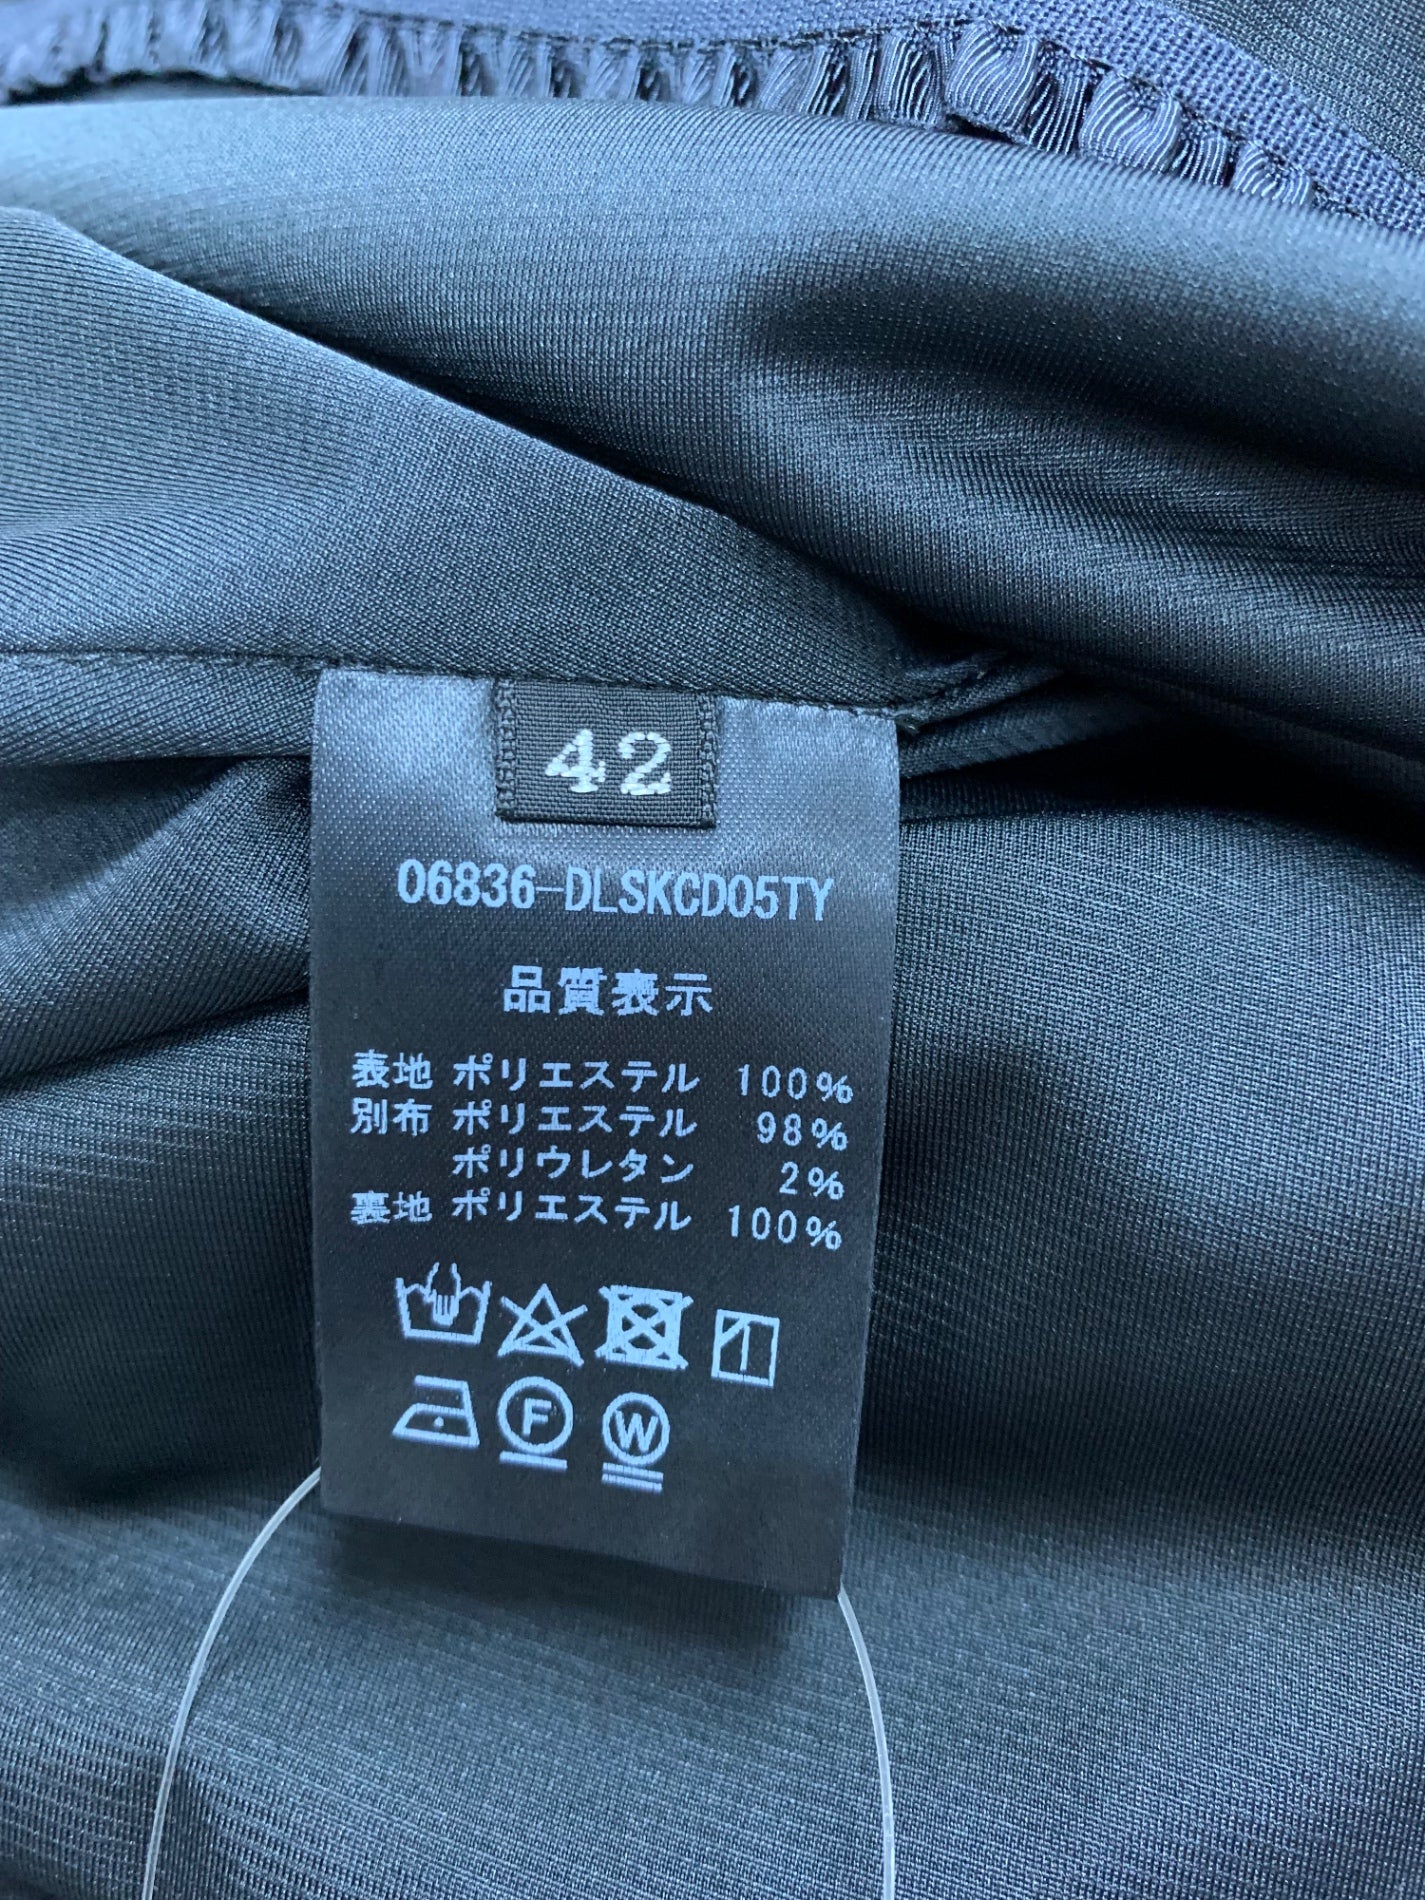 42
06836-DLSKCD05TY
品質表示
表地 ポリエステル 100%
別布 ポリエステル 98%
ポリウレタン 2%
裏地 ポリエステル 100%
F W